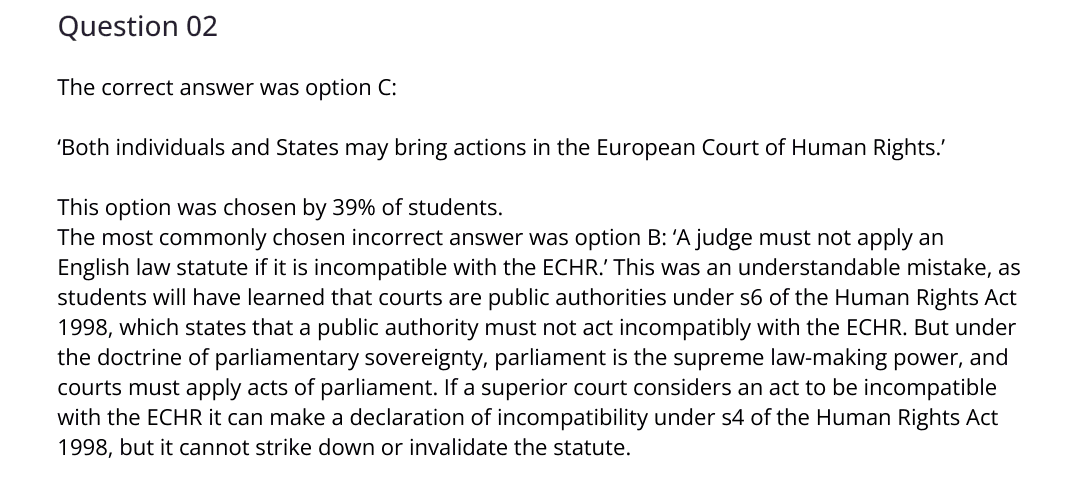 Question 02
The correct answer was option C:
‘Both individuals and States may bring actions in the European Court of Human Rights.’
This option was chosen by 39% of students.
The most commonly chosen incorrect answer was option B: ‘A judge must not apply an
English law statute if it is incompatible with the ECHR.’ This was an understandable mistake, as
students will have learned that courts are public authorities under s6 of the Human Rights Act
1998, which states that a public authority must not act incompatibly with the ECHR. But under
the doctrine of parliamentary sovereignty, parliament is the supreme law-making power, and
courts must apply acts of parliament. If a superior court considers an act to be incompatible
with the ECHR it can make a declaration of incompatibility under s4 of the Human Rights Act
1998, but it cannot strike down or invalidate the statute.